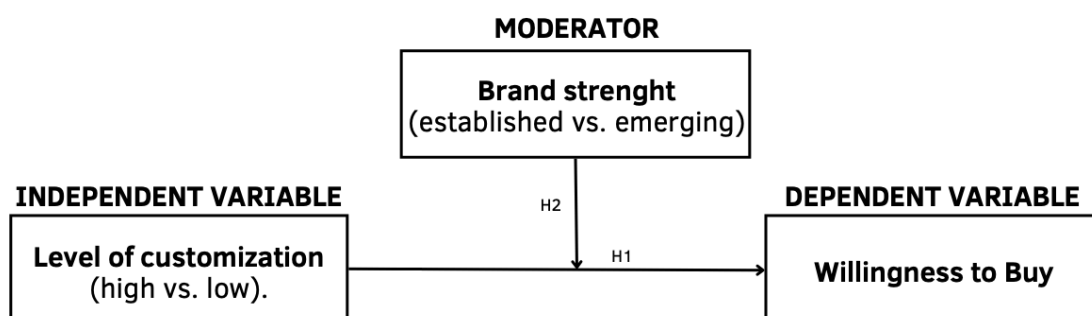 MODERATOR
Brand strenght
(established vs. emerging)
INDEPENDENT VARIABLE
DEPENDENT VARIABLE
H2
Level of customization
(high vs. low).
H1
Willingness to Buy